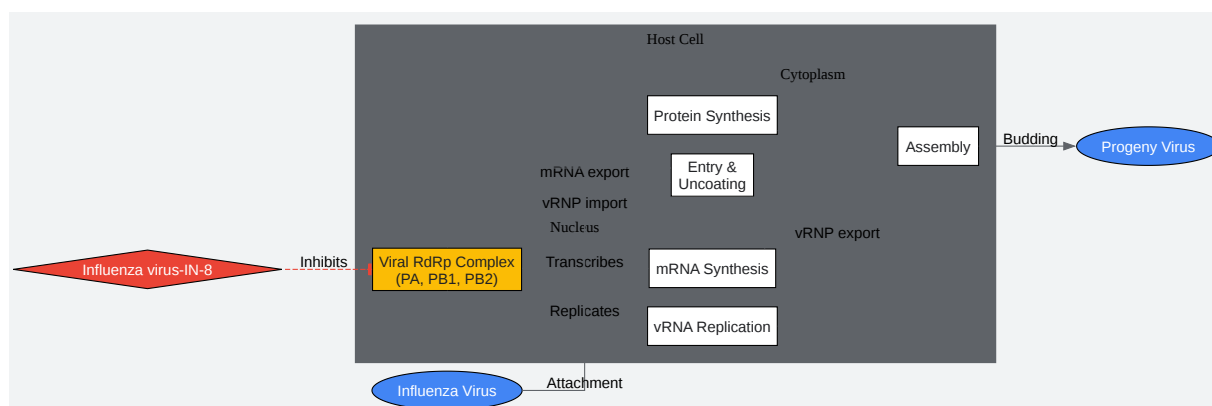 Host Cell
Cytoplasm
Protein Synthesis
Assembly
Budding
Progeny Virus
Entry &
Uncoating
mRNA export
vRNP import
Nucleus
vRNP export
Influenza virus-IN-8
Inhibits
Viral RdRp Complex
(PA, PB1, PB2)
Transcribes
mRNA Synthesis
Replicates
vRNA Replication
Influenza Virus
Attachment